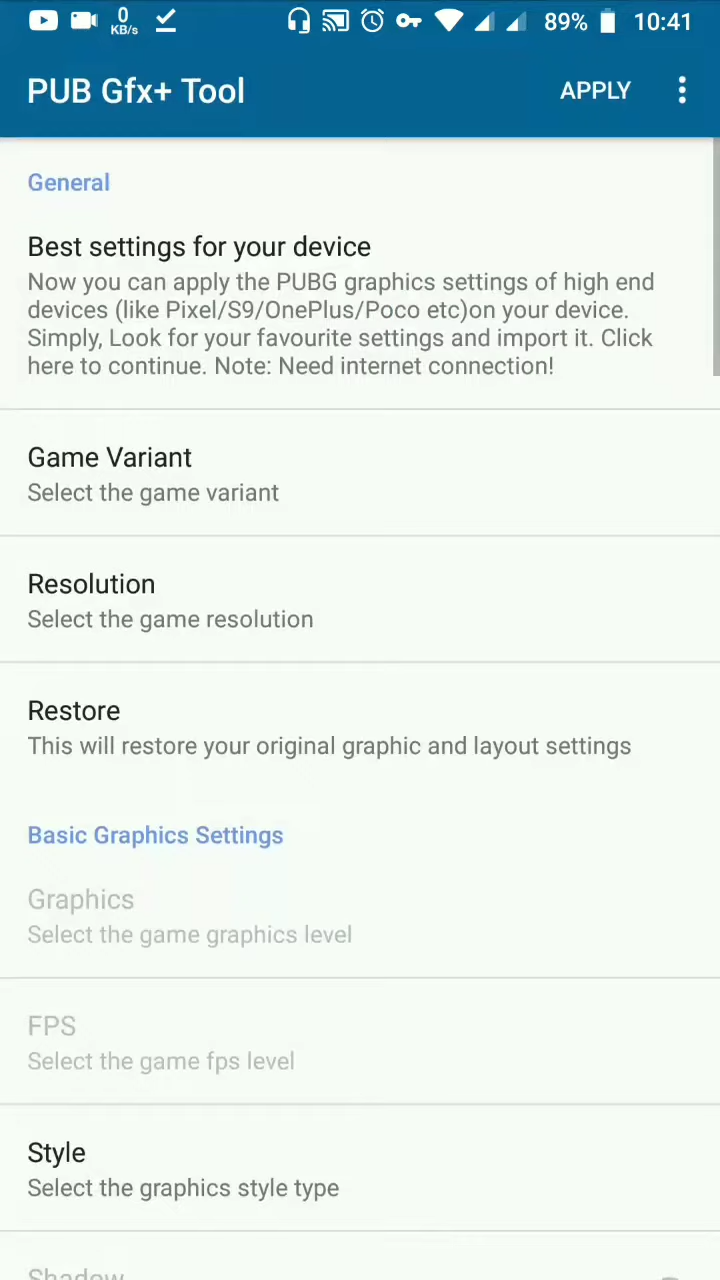 0
KB/s
89%
10:41
PUB Gfx+ Tool
APPLY
General
Best settings for your device
Now you can apply the PUBG graphics settings of high end
devices (like Pixel/S9/OnePlus/Poco etc)on your device.
Simply, Look for your favourite settings and import it. Click
here to continue. Note: Need internet connection!
Game Variant
Select the game variant
Resolution
Select the game resolution
Restore
This will restore your original graphic and layout settings
Basic Graphics Settings
Graphics
Select the game graphics level
FPS
Select the game fps level
Style
Select the graphics style type
Shadow